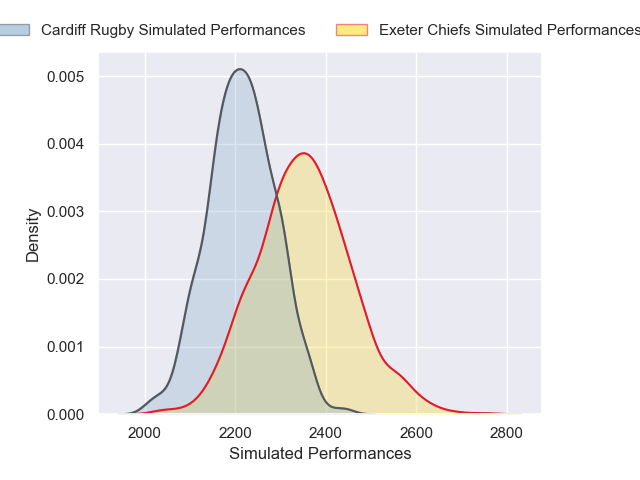 Cardiff Rugby Simulated Performances
Exeter Chiefs Simulated Performances
0.005
0.004
0.003
0.002
0.001
0.000
Density
2000
2200
2400
2600
2800
Simulated Performances